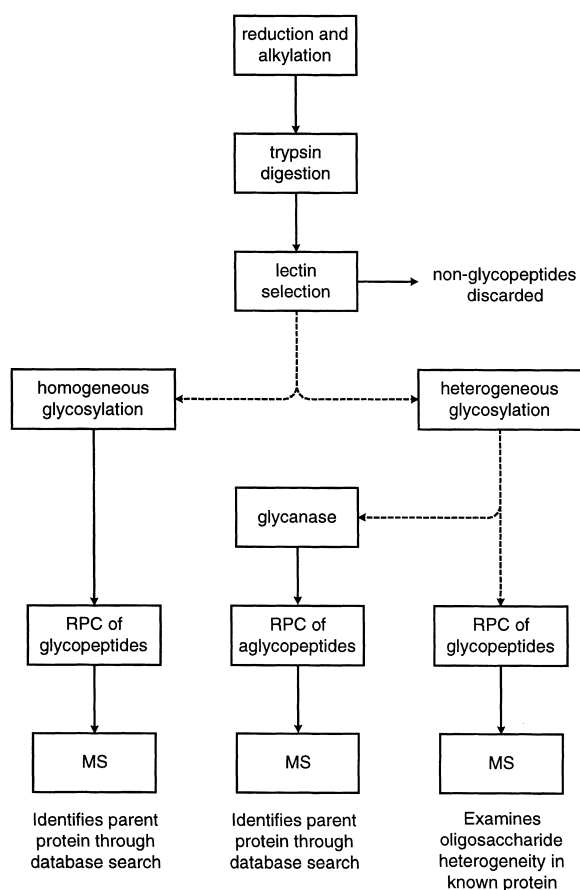 reduction and
alkylation
trypsin
digestion
lectin
selection
non-glycopeptides
discarded
homogeneous
glycosylation
heterogeneous
glycosylation
glycanase
RPC of
glycopeptides
RPC of
aglycopeptides
RPC of
glycopeptides
MS
MS
MS
Identifies parent
protein through
database search
Identifies parent
protein through
database search
Examines
oligosaccharide
heterogeneity in
known protein